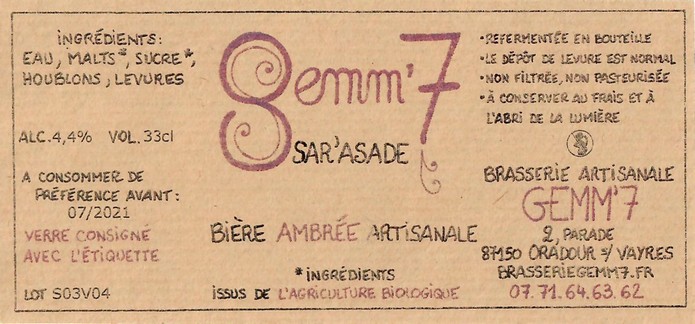 INGRÉDIENTS:
EAU, MALTS*, SUCRE*,
HOUBLONS, LEVURES
ALC.4,4% VOL.33cl
A CONSOMMER DE
PRÉFÉRENCE AVANT:
07/2021
VERRE CONSIGNÉ
AVEC L'ÉTIQUETTE
LOT S03V04
Gemm'7
SAR'ASADE
BIÈRE AMBRÉE ARTISANALE
*INGRÉDIENTS
ISSUS DE L'AGRICULTURE BIOLOGIQUE
•REFERMENTÉE EN BOUTEILLE
•LE DÉPÔT DE LEVURE EST NORMAL
•NON FILTRÉE, NON PASTEURISÉE
•À CONSERVER AU FRAIS ET À
L'ABRI DE LA LUMIÈRE
BRASSERIE ARTISANALE
GEMM'7
2, PARADE
87150 ORADOUR S/ VAYRES
BRASSERIEGEMM7.FR
07.71.64.63.62